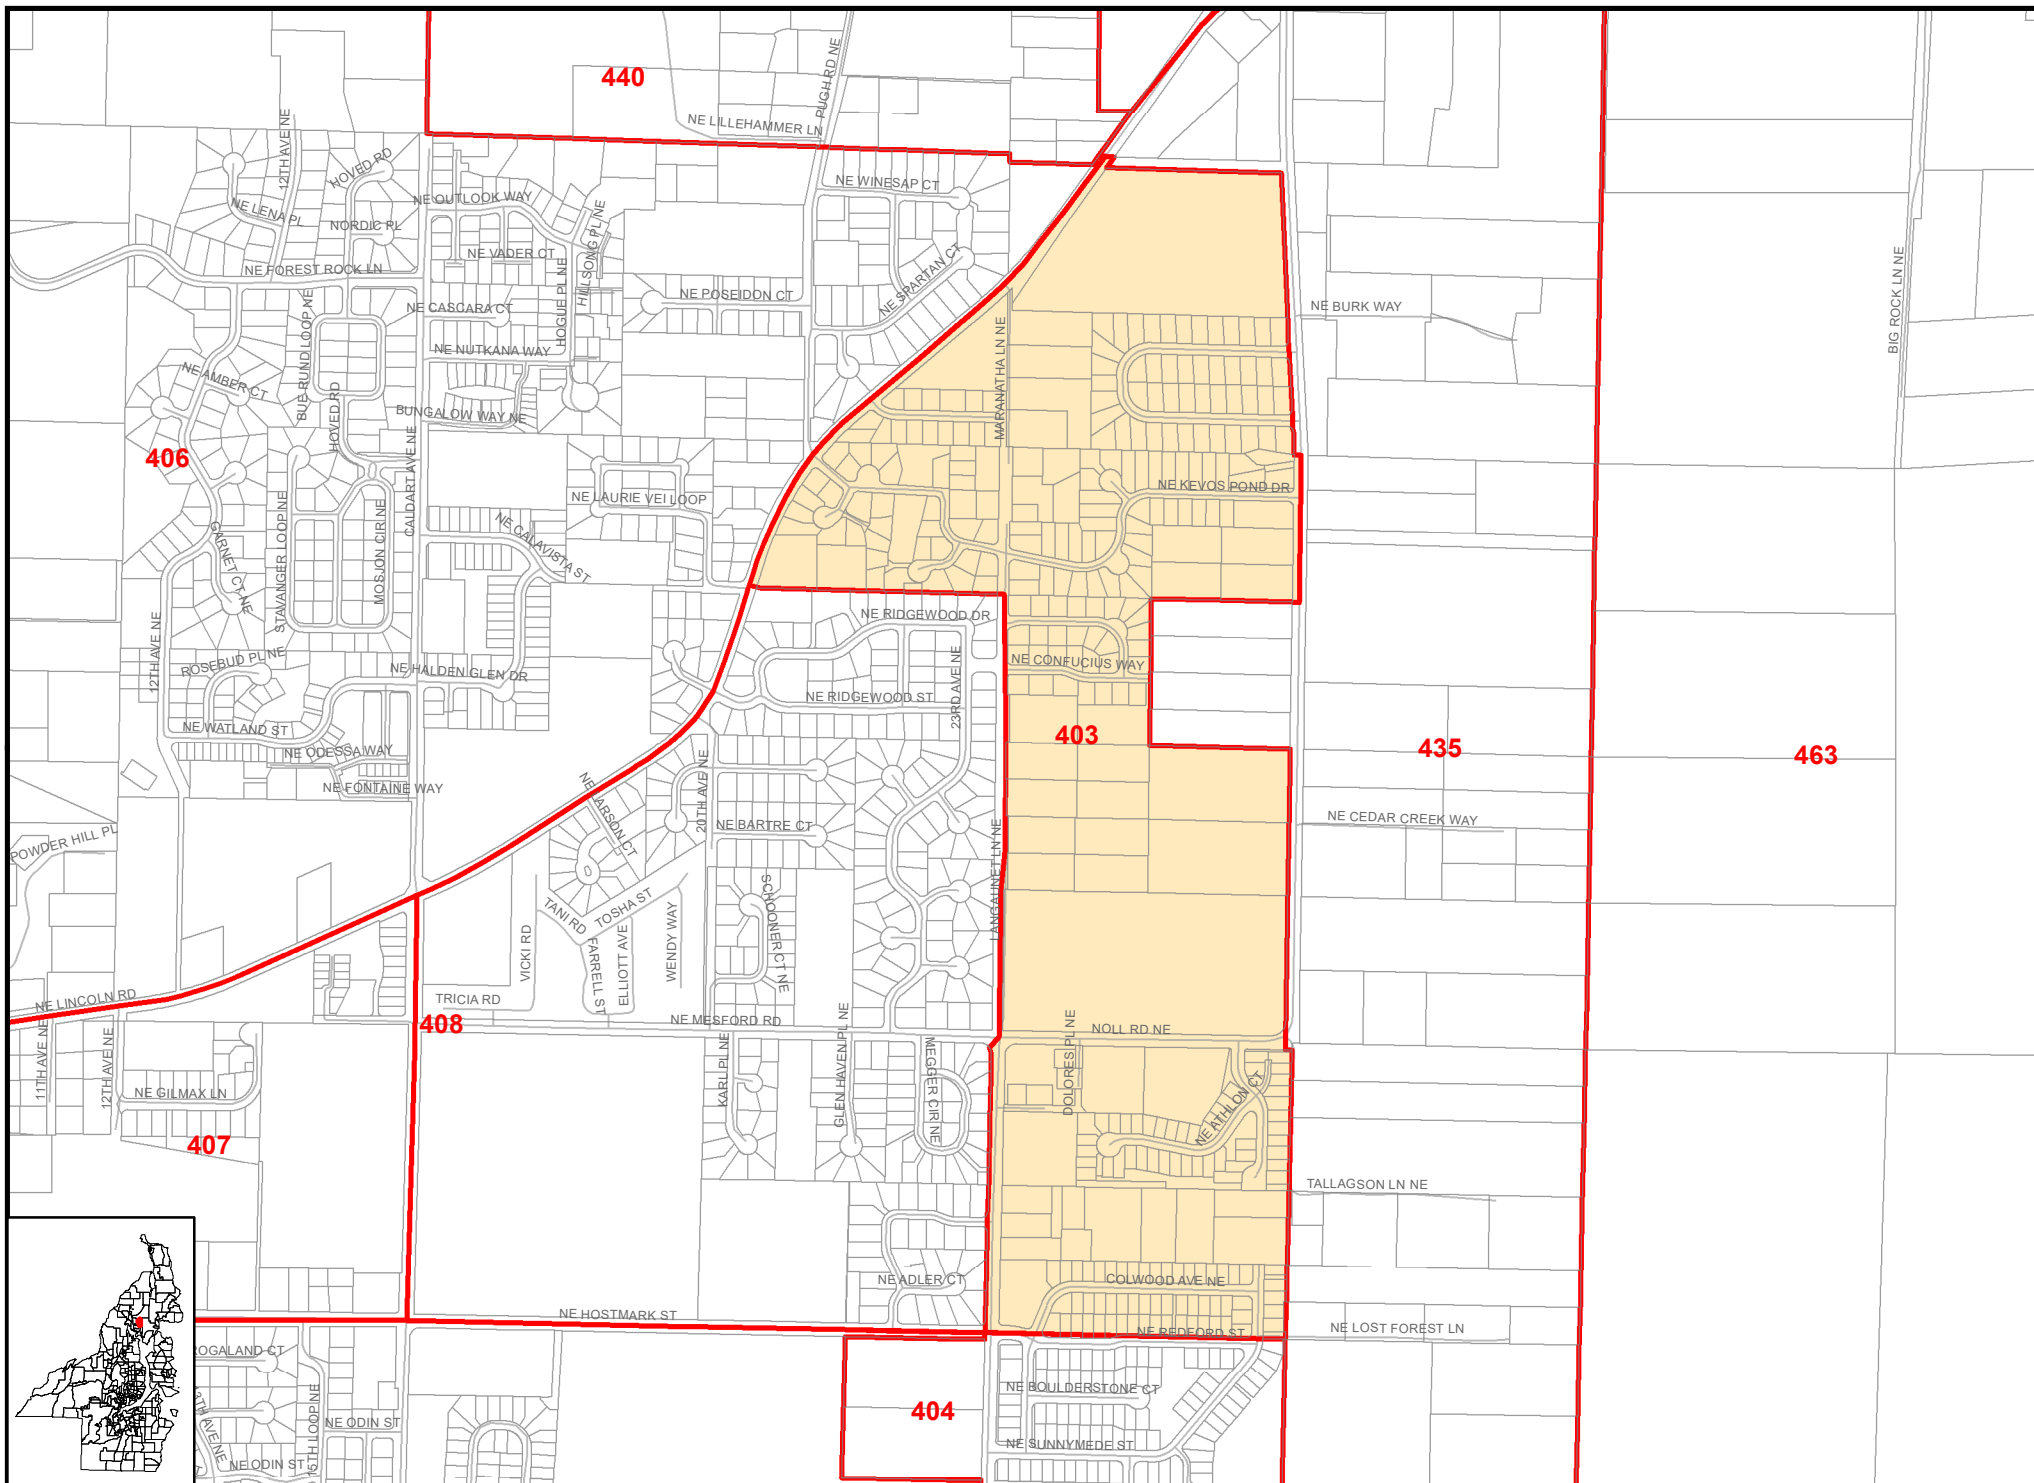 440
PUGH RD NE
NE LILLEHAMMER LN
12TH AVE NE
HOVED RD
NE WINESAP CT
NE OUTLOOK WAY
NE LENA PL
NORDIC PL
HILLSONG PL NE
NE VADER CT
NE SPARTAN CT
NE FOREST ROCK LN
HOGUE PL NE
NE POSEIDON CT
BIG ROCK LN NE
NE CASCARA CT
NE BURK WAY
BUE RUND LOOP NE
MARANATHA LN NE
NE NUTKANA WAY
NE AMBER CT
HOVED RD
BUNGALOW WAY NE
406
CALDART AVE NE
NE LAURIE VEI LOOP
NE KEVOS POND DR
STAVANGER LOOP NE
MOSJON CIR NE
NE CALAVISTA ST
GARNET CT NE
12TH AVE NE
NE RIDGEWOOD DR
ROSEBUD PL NE
NE HALDEN GLEN DR
NE CONFUCIUS WAY
23RD AVE NE
NE RIDGEWOOD ST
NE WATLAND ST
403
435
463
NE ODESSA WAY
20TH AVE NE
NE FONTAINE WAY
NE LARSON CT
NE CEDAR CREEK WAY
NE BARTRE CT
POWDER HILL PL
LANGAUNET LN NE
SCHOONER CT NE
TANI RD
TOSHA ST
WENDY WAY
VICKI RD
FARRELL ST
ELLIOTT AVE
NE LINCOLN RD
TRICIA RD
408
NE MESFORD RD
NOLL RD NE
11TH AVE NE
12TH AVE NE
KARL PL NE
GLEN HAVEN PL NE
MEGGER CIR NE
DOLORES PL NE
NE GILMAX LN
NE ATHLON CT
407
TALLAGSON LN NE
NE ADLER CT
COLWOOD AVE NE
NE HOSTMARK ST
NE REDFORD ST
NE LOST FOREST LN
ROGALAND CT
NE BOULDERSTONE CT
13TH AVE NE
15TH LOOP NE
NE ODIN ST
404
NE SUNNYMEDE ST
NE ODIN ST